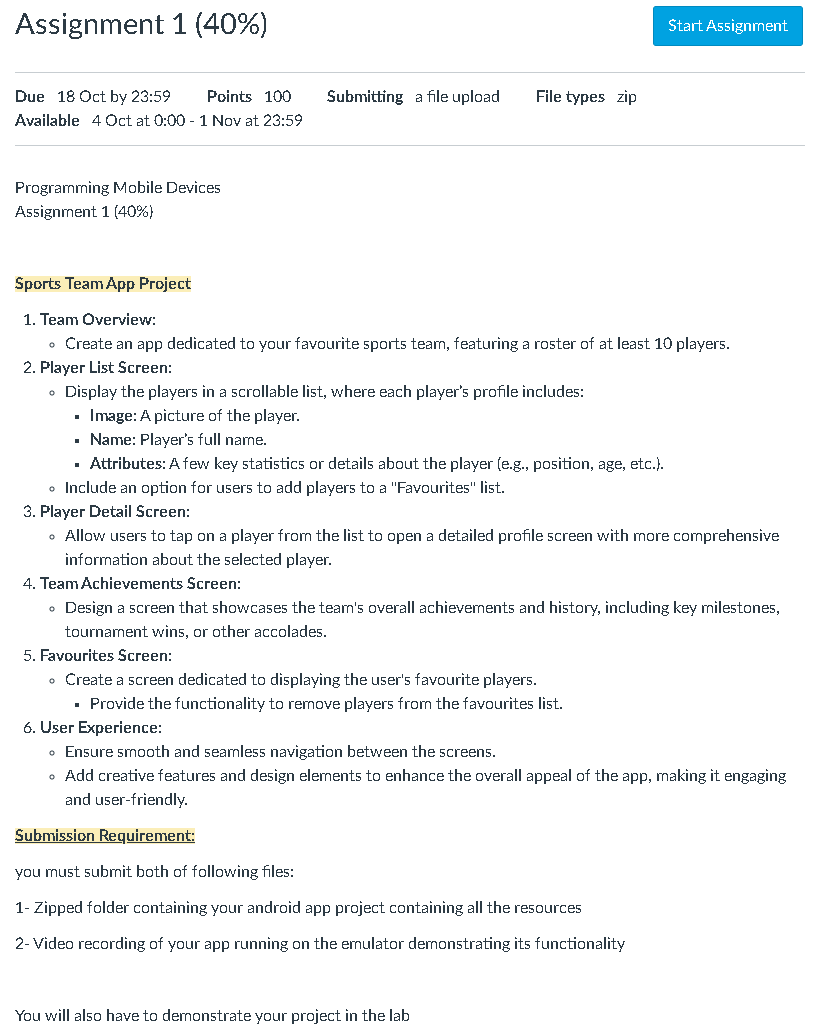 Assignment 1 (40%)
Start Assignment
Due 18 Oct by 23:59 Points 100 Submitting a file upload File types zip
Available 4 Oct at 0:00 - 1 Nov at 23:59
Programming Mobile Devices
Assignment 1 (40%)
Sports Team App Project
1. Team Overview:
◦ Create an app dedicated to your favourite sports team, featuring a roster of at least 10 players.
2. Player List Screen:
◦ Display the players in a scrollable list, where each player's profile includes:
▪ Image: A picture of the player.
▪ Name: Player's full name.
▪ Attributes: A few key statistics or details about the player (e.g., position, age, etc.).
◦ Include an option for users to add players to a "Favourites" list.
3. Player Detail Screen:
◦ Allow users to tap on a player from the list to open a detailed profile screen with more comprehensive
information about the selected player.
4. Team Achievements Screen:
◦ Design a screen that showcases the team's overall achievements and history, including key milestones,
tournament wins, or other accolades.
5. Favourites Screen:
◦ Create a screen dedicated to displaying the user's favourite players.
▪ Provide the functionality to remove players from the favourites list.
6. User Experience:
◦ Ensure smooth and seamless navigation between the screens.
◦ Add creative features and design elements to enhance the overall appeal of the app, making it engaging
and user-friendly.
Submission Requirement:
you must submit both of following files:
1- Zipped folder containing your android app project containing all the resources
2- Video recording of your app running on the emulator demonstrating its functionality
You will also have to demonstrate your project in the lab